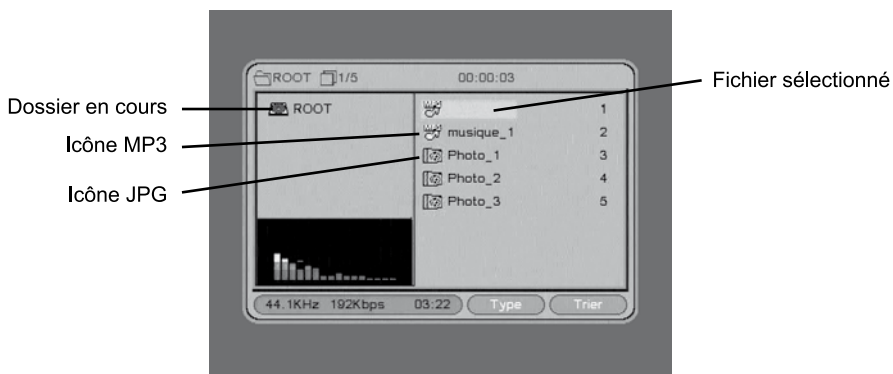 ROOT 1/5 00:00:03
Fichier sélectionné
Dossier en cours
ROOT
1
Icône MP3
musique_1 2
Icône JPG
Photo_1 3
Photo_2 4
Photo_3 5
44.1KHz 192Kbps 03:22 Type Trier